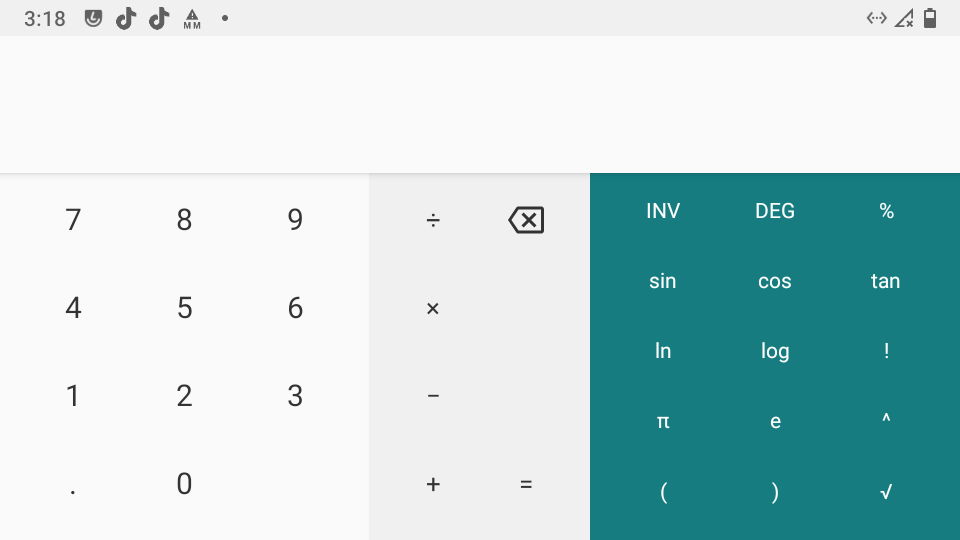 3:18
MM
7 8 9 ÷ INV DEG %
4 5 6 × sin cos tan
1 2 3 − ln log !
. 0 + = π e ^
( ) √